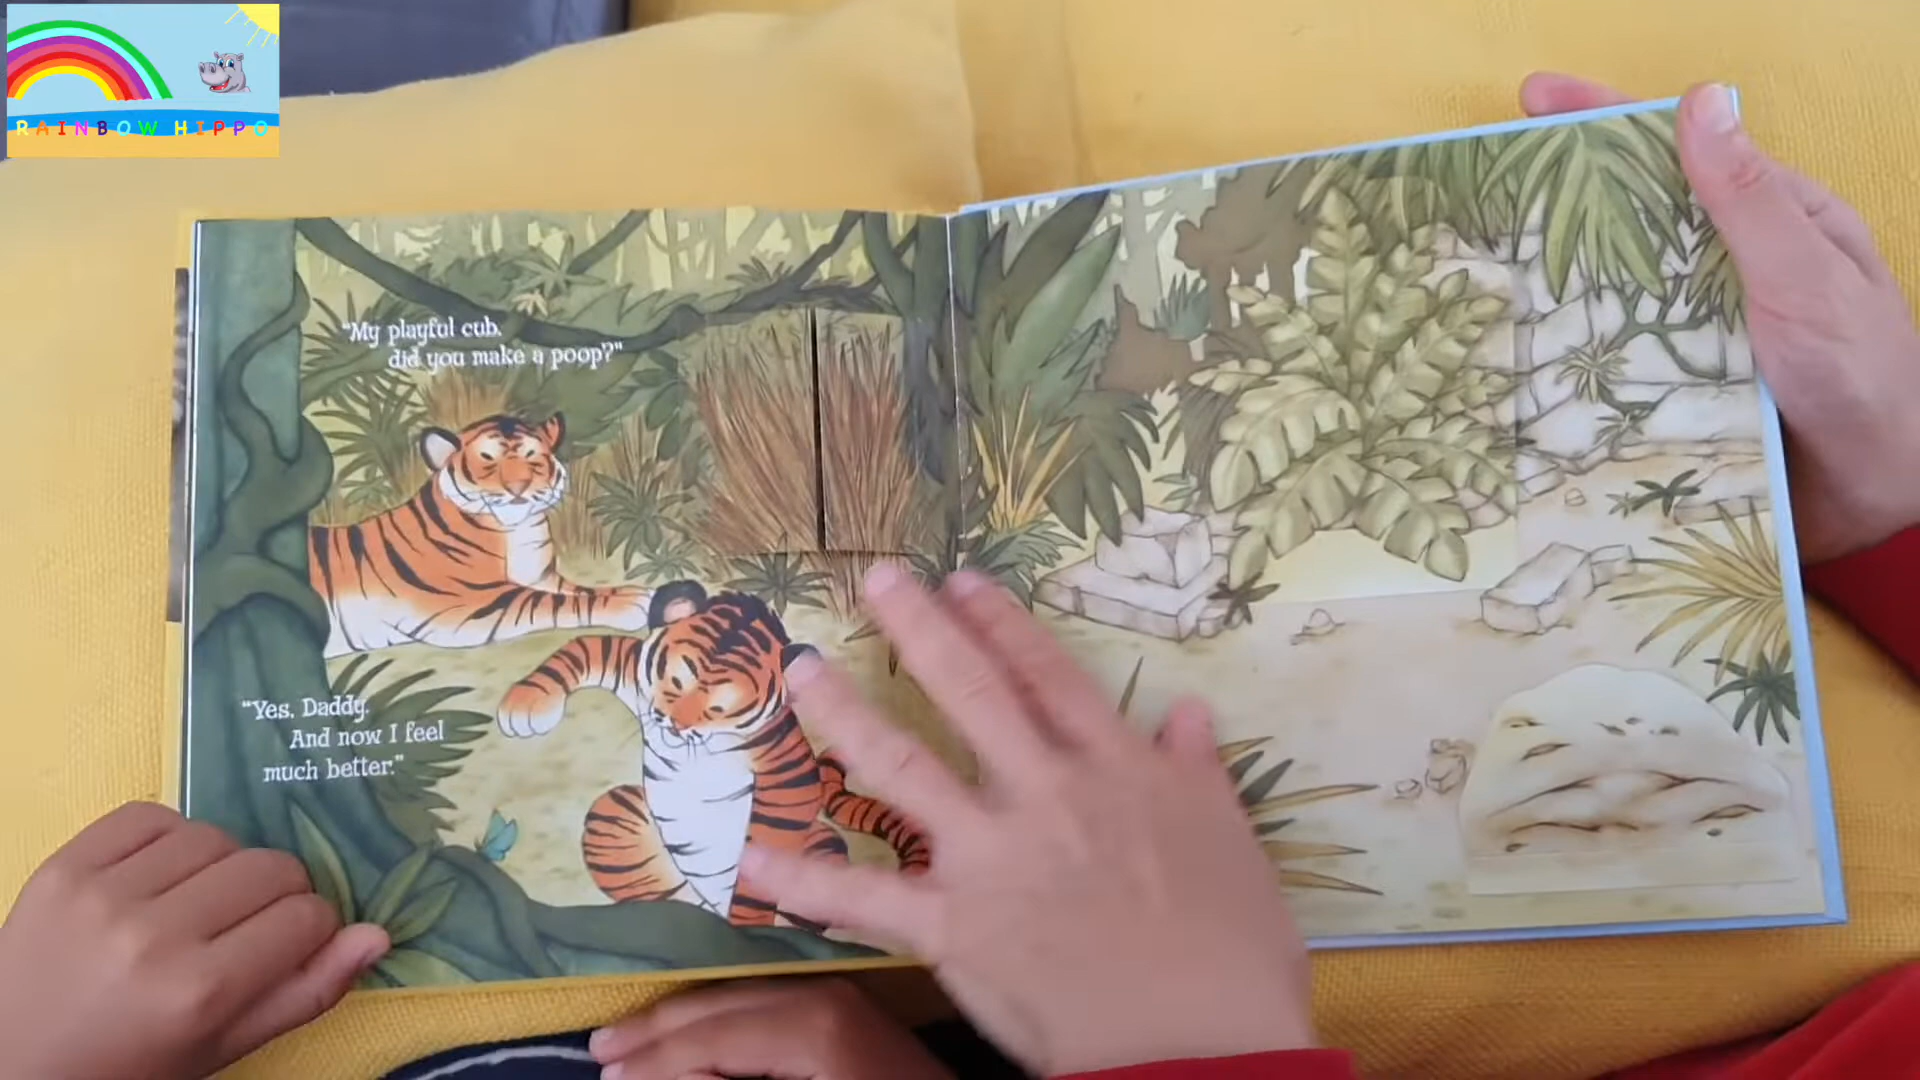 RAINBOW HIPPO
"My playful cub,
did you make a poop?"
"Yes, Daddy.
And now I feel
much better."